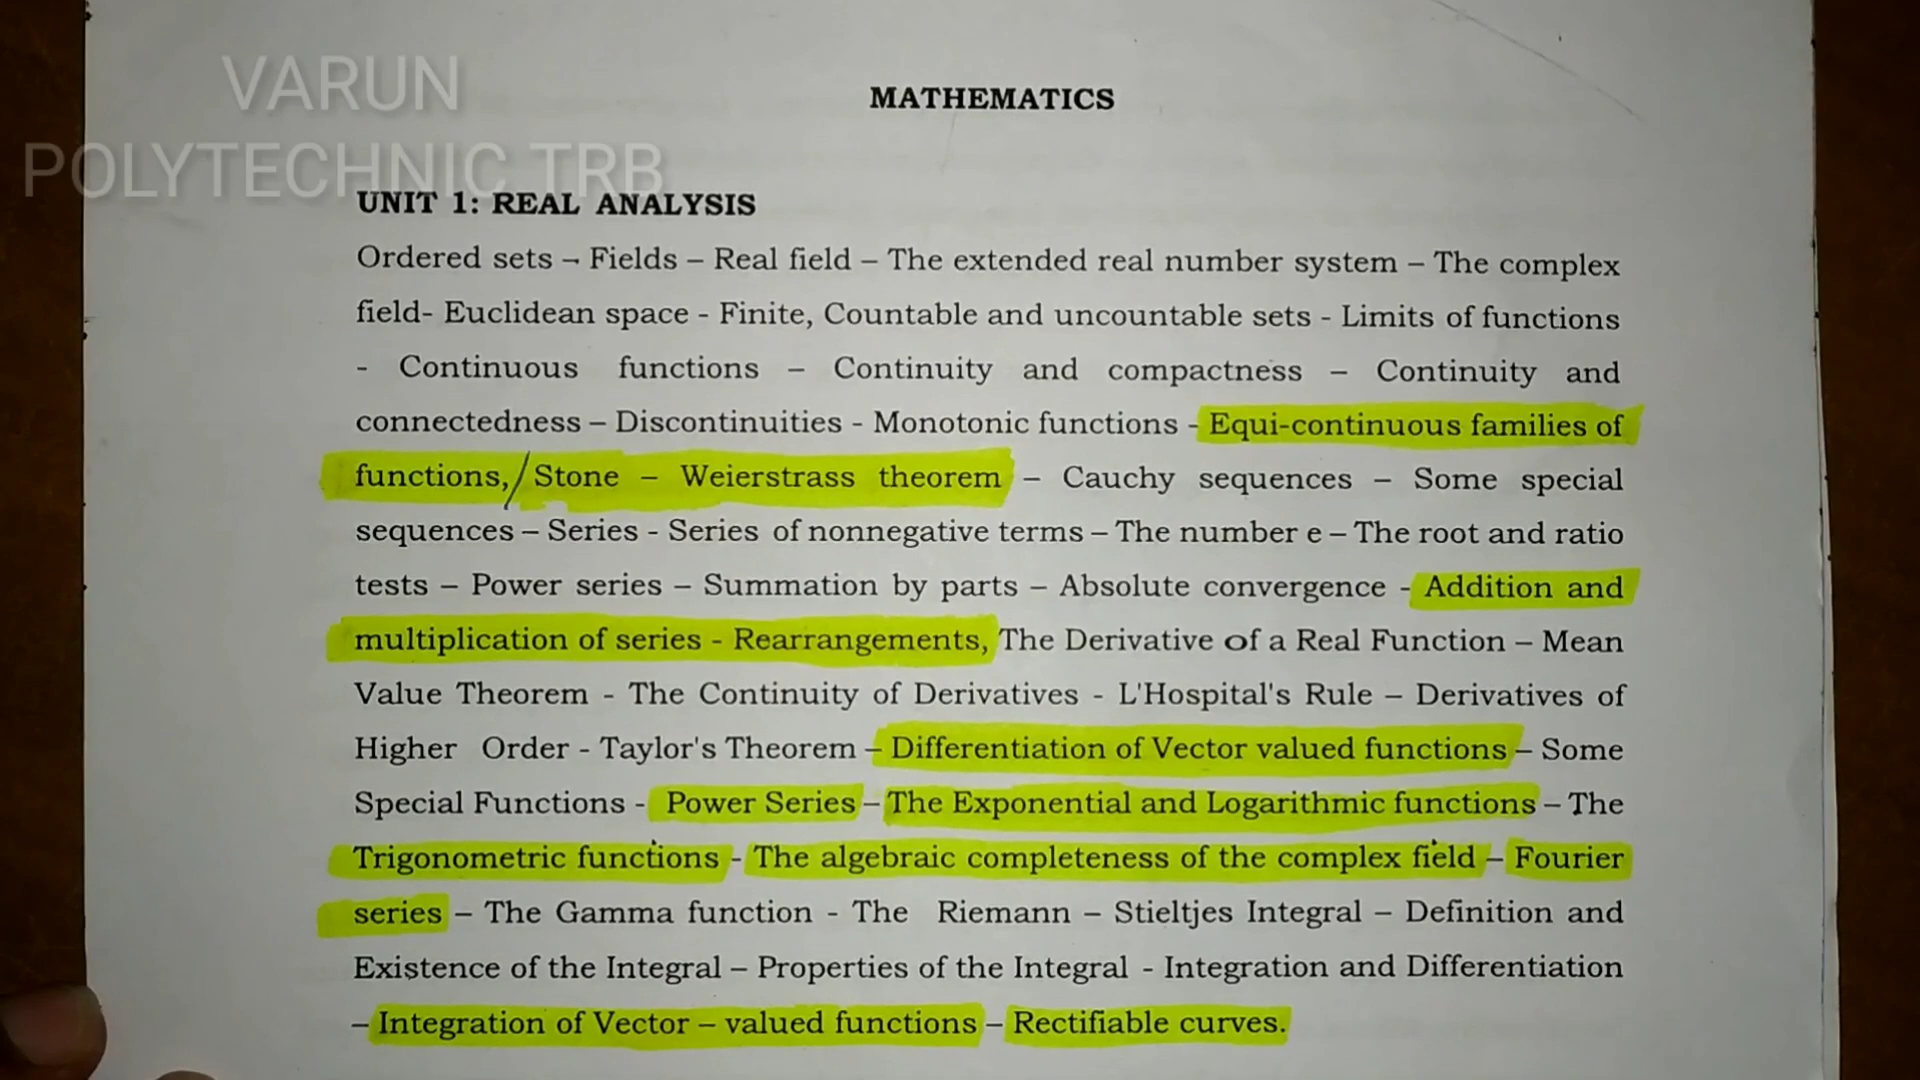 VARUN
POLYTECHNIC TRB
MATHEMATICS
UNIT 1: REAL ANALYSIS
Ordered sets – Fields – Real field – The extended real number system – The complex
field- Euclidean space - Finite, Countable and uncountable sets - Limits of functions
- Continuous functions – Continuity and compactness – Continuity and
connectedness – Discontinuities - Monotonic functions - Equi-continuous families of
functions,/ Stone – Weierstrass theorem – Cauchy sequences – Some special
sequences – Series - Series of nonnegative terms – The number e – The root and ratio
tests – Power series – Summation by parts – Absolute convergence - Addition and
multiplication of series - Rearrangements, The Derivative of a Real Function – Mean
Value Theorem - The Continuity of Derivatives - L'Hospital's Rule – Derivatives of
Higher Order - Taylor's Theorem – Differentiation of Vector valued functions – Some
Special Functions - Power Series – The Exponential and Logarithmic functions – The
Trigonometric functions - The algebraic completeness of the complex field – Fourier
series – The Gamma function - The Riemann – Stieltjes Integral – Definition and
Existence of the Integral – Properties of the Integral - Integration and Differentiation
– Integration of Vector – valued functions – Rectifiable curves.